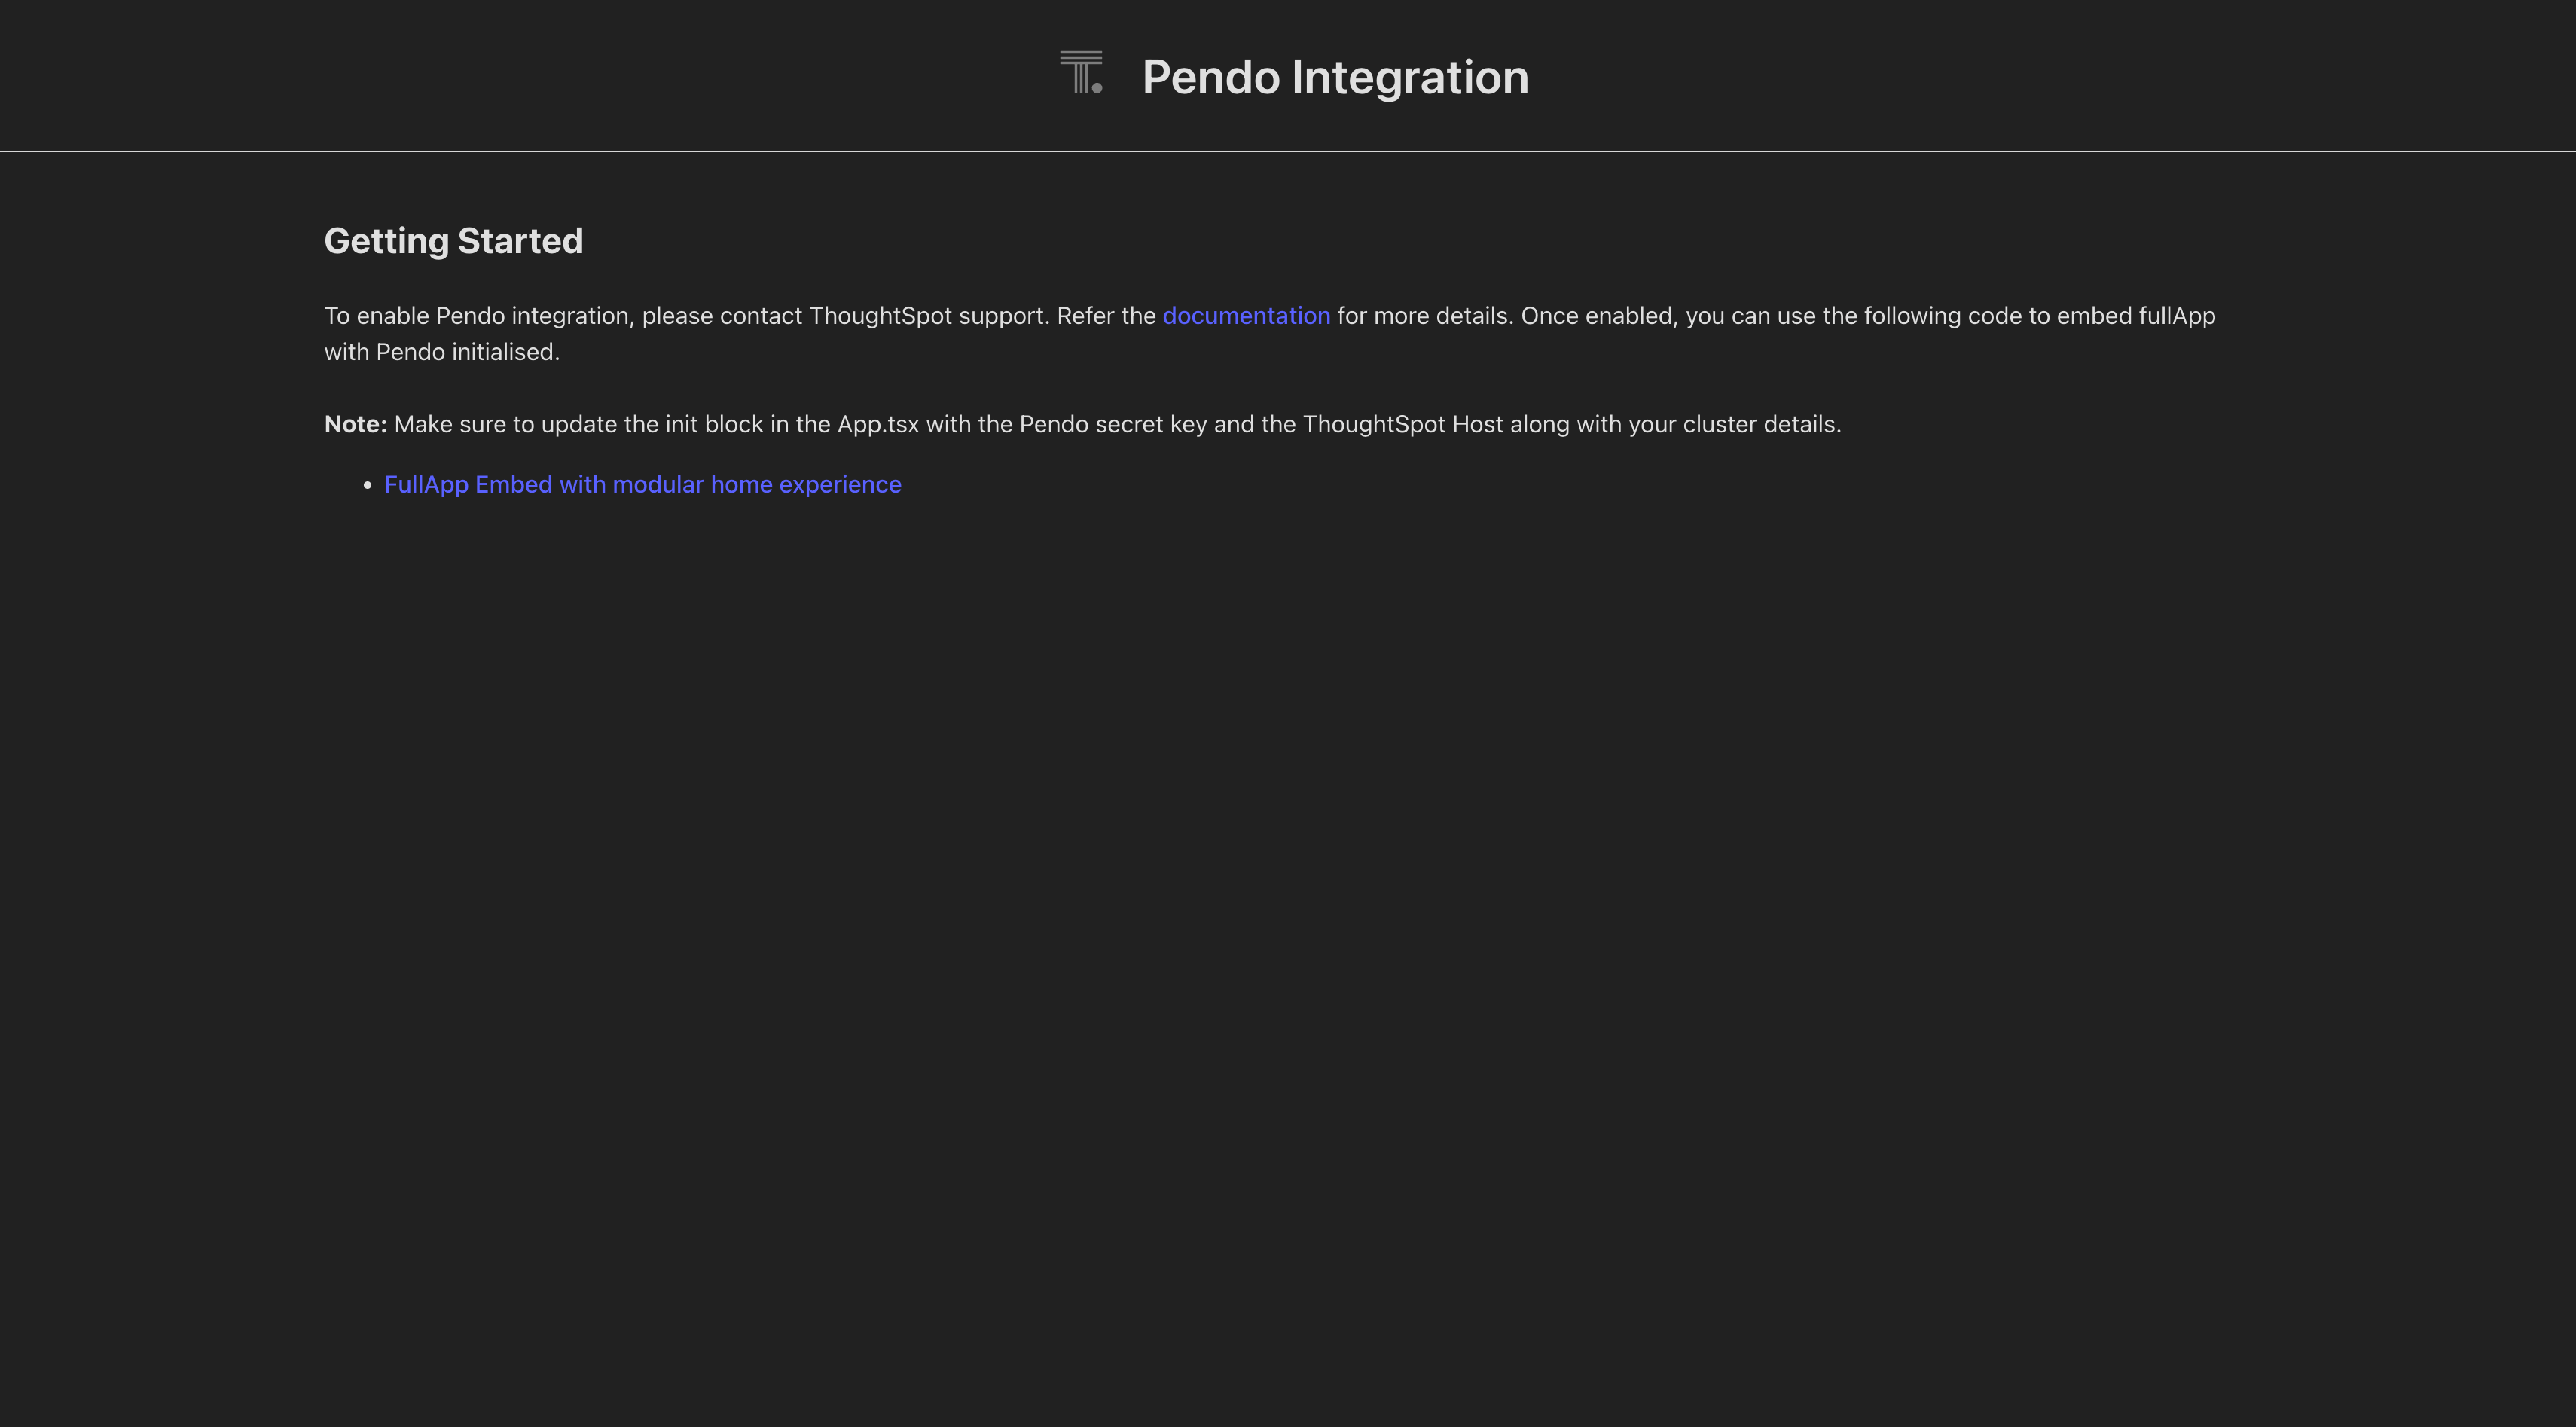 Pendo Integration
Getting Started
To enable Pendo integration, please contact ThoughtSpot support. Refer the documentation for more details. Once enabled, you can use the following code to embed fullApp
with Pendo initialised.
Note: Make sure to update the init block in the App.tsx with the Pendo secret key and the ThoughtSpot Host along with your cluster details.
• FullApp Embed with modular home experience